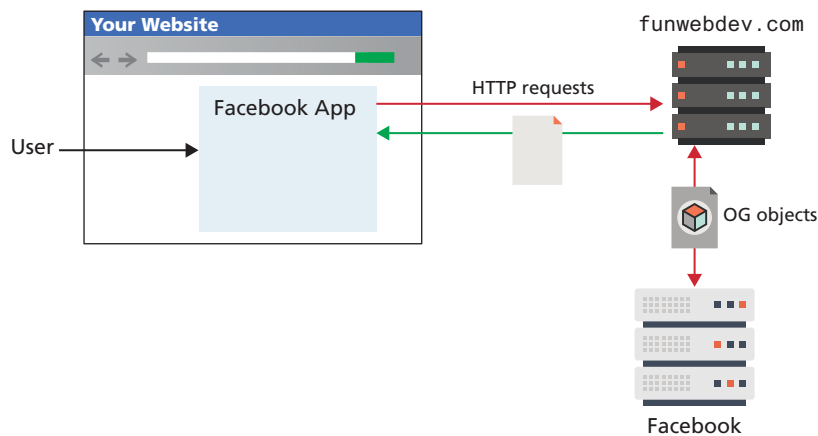 Your Website
funwebdev.com
HTTP requests
Facebook App
User
OG objects
Facebook